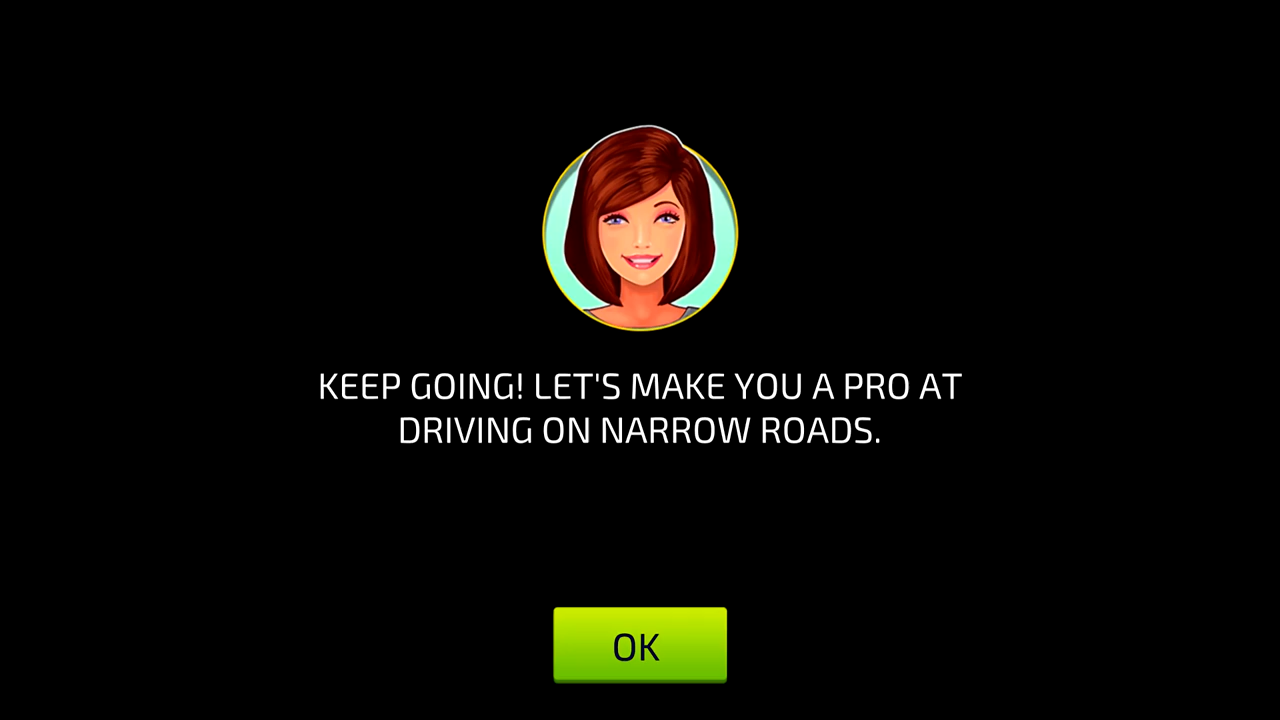 KEEP GOING! LET'S MAKE YOU A PRO AT
DRIVING ON NARROW ROADS.
OK